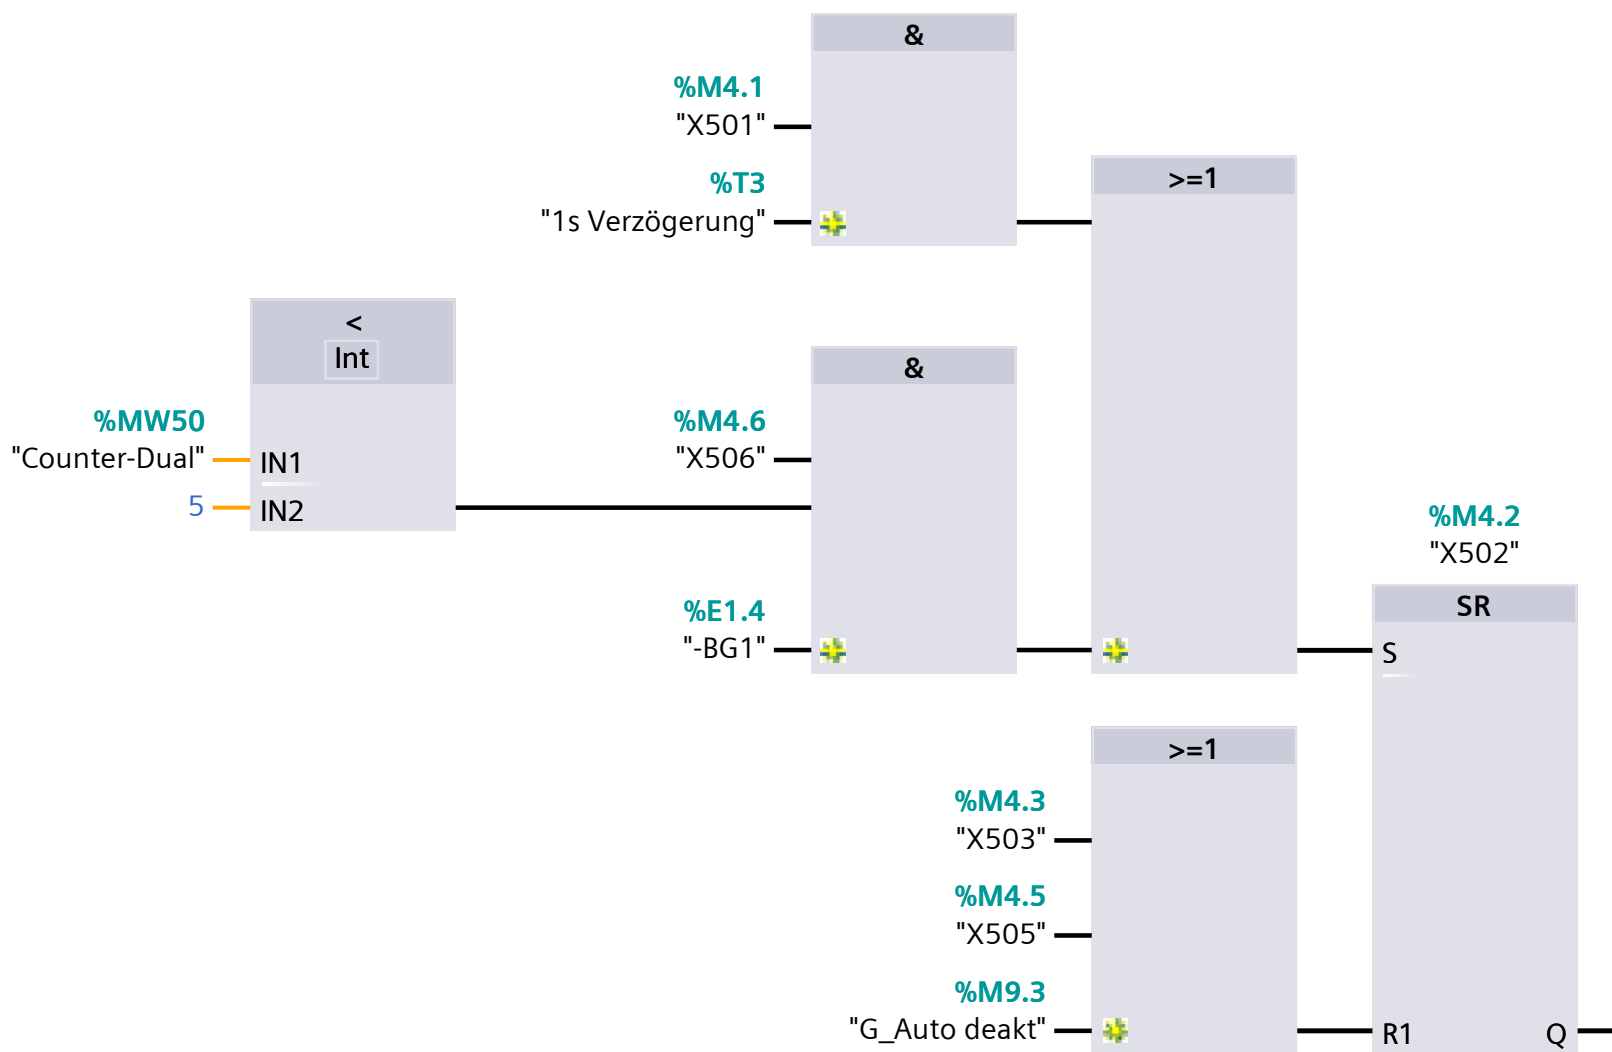 &
%M4.1
"X501"
%T3
"1s Verzögerung"
>=1
<
Int
%MW50
"Counter-Dual"
IN1
5
IN2
&
%M4.6
"X506"
%E1.4
"-BG1"
%M4.2
"X502"
SR
S
>=1
%M4.3
"X503"
%M4.5
"X505"
%M9.3
"G_Auto deakt"
R1
Q